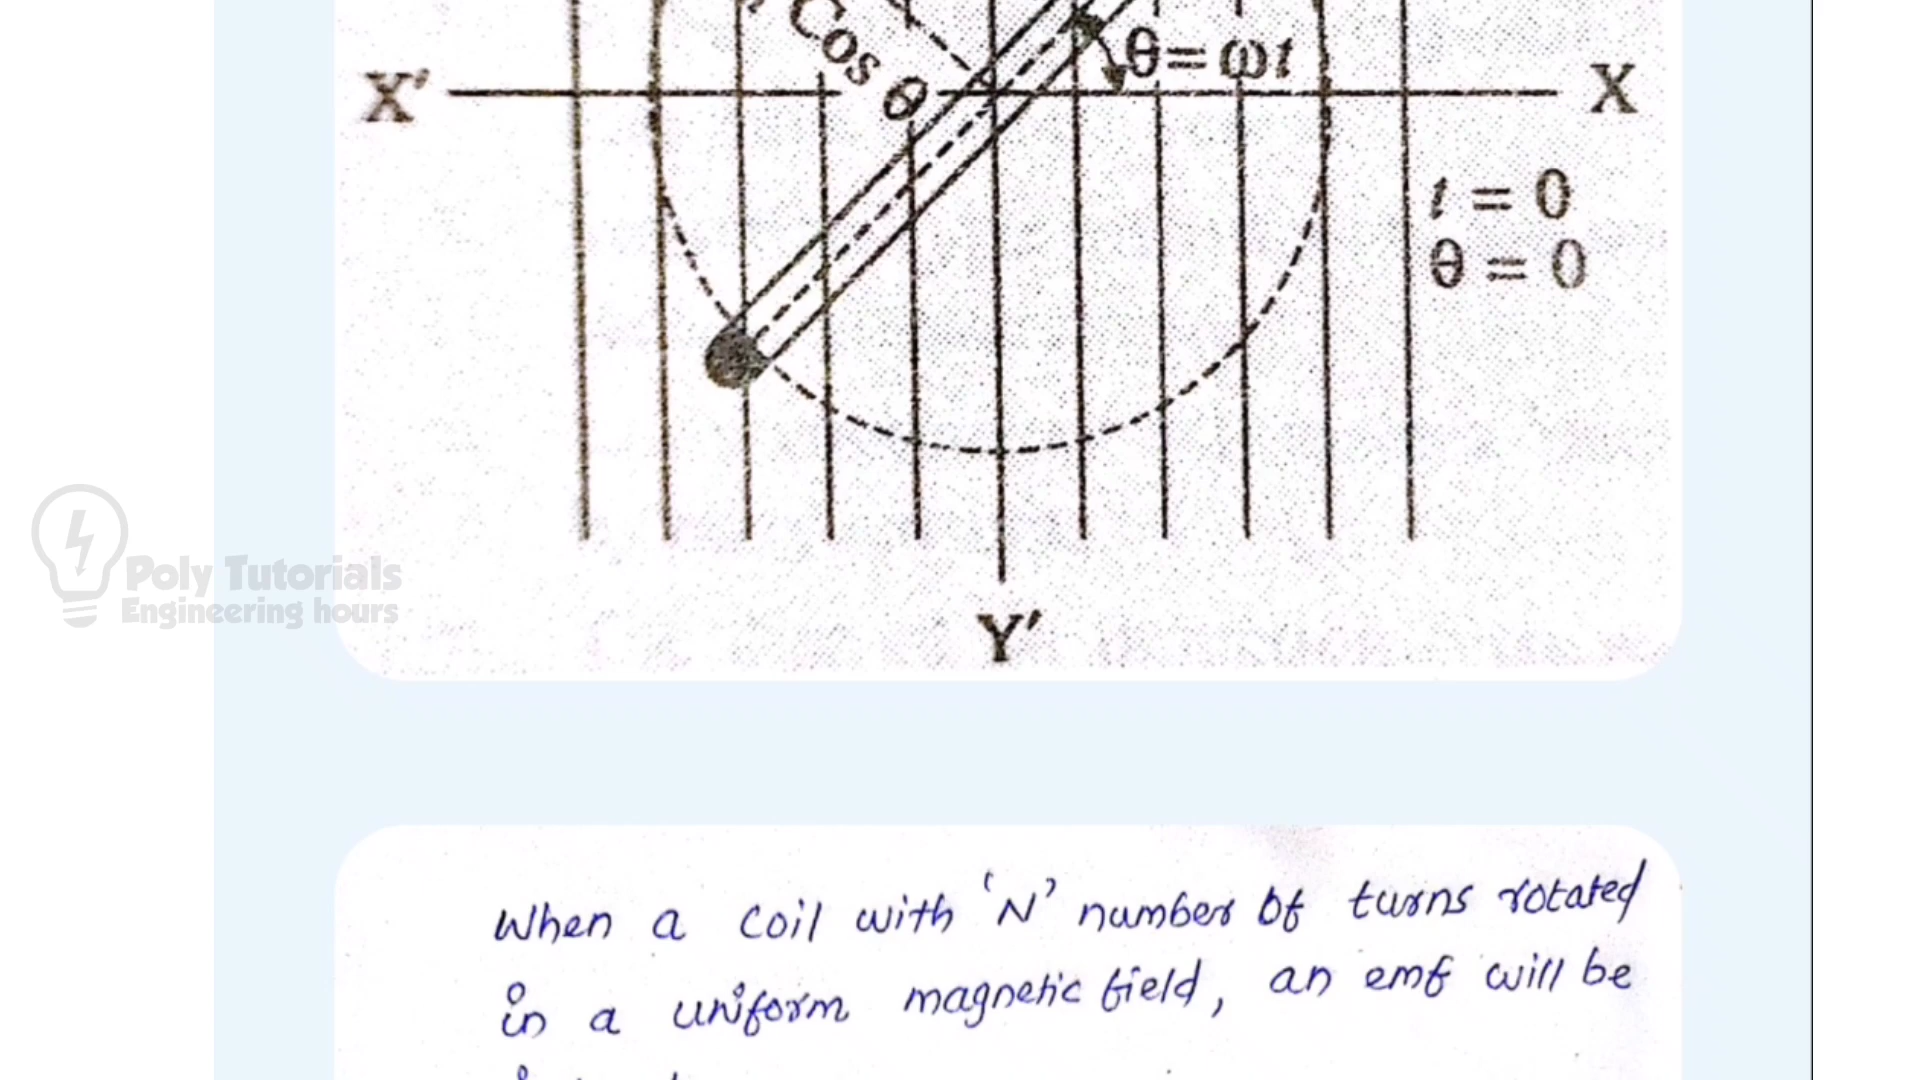 Cos θ
θ = ωt
X'
X
t = 0
θ = 0
Poly Tutorials
Engineering hours
Y'
When a coil with 'N' number of turns rotated
in a uniform magnetic field, an emf will be